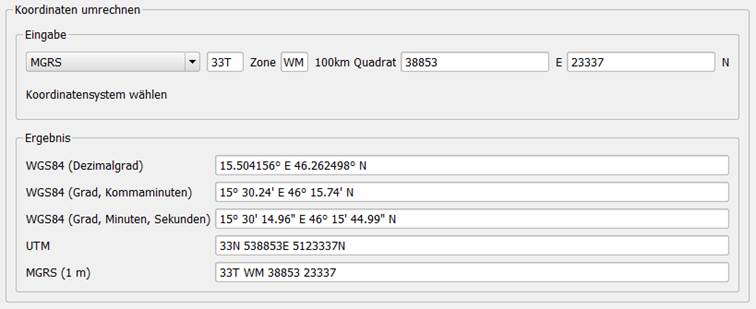 Koordinaten umrechnen
Eingabe
MGRS 33T Zone WM 100km Quadrat 38853 E 23337 N
Koordinatensystem wählen
Ergebnis
WGS84 (Dezimalgrad) 15.504156° E 46.262498° N
WGS84 (Grad, Kommaminuten) 15° 30.24' E 46° 15.74' N
WGS84 (Grad, Minuten, Sekunden) 15° 30' 14.96" E 46° 15' 44.99" N
UTM 33N 538853E 5123337N
MGRS (1 m) 33T WM 38853 23337